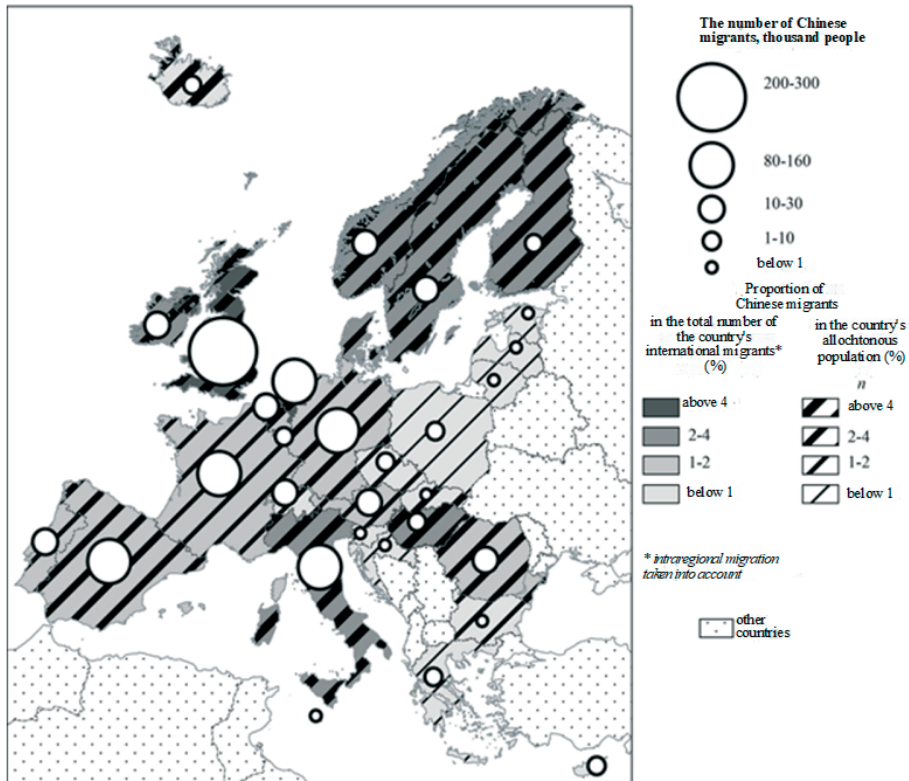 The number of Chinese
migrants, thousand people
200-300
80-160
10-30
1-10
below 1
Proportion of
Chinese migrants
in the total number of
the country's
international migrants*
(%)
in the country's
allochtonous
population (%)
n
above 4
2-4
1-2
below 1
above 4
2-4
1-2
below 1
* intraregional migration
taken into account
other
countries